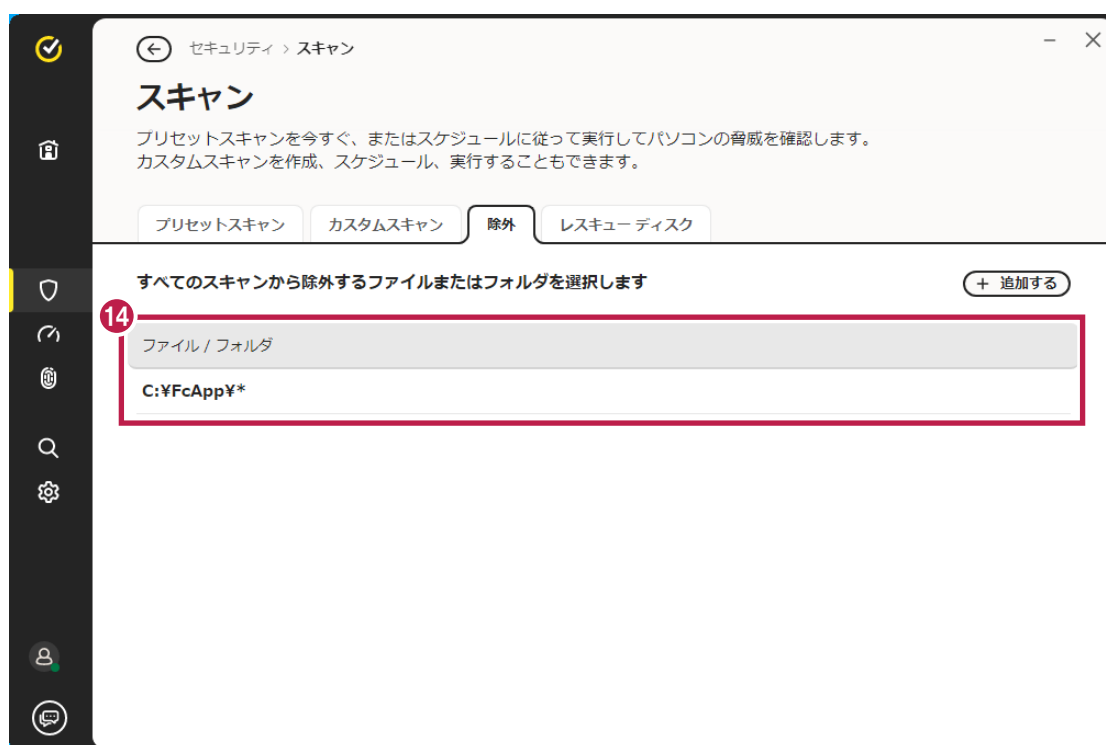 セキュリティ > スキャン
スキャン
プリセットスキャンを今すぐ、またはスケジュールに従って実行してパソコンの脅威を確認します。
カスタムスキャンを作成、スケジュール、実行することもできます。
プリセットスキャン カスタムスキャン 除外 レスキュー ディスク
すべてのスキャンから除外するファイルまたはフォルダを選択します + 追加する
14
ファイル / フォルダ
C:¥FcApp¥*